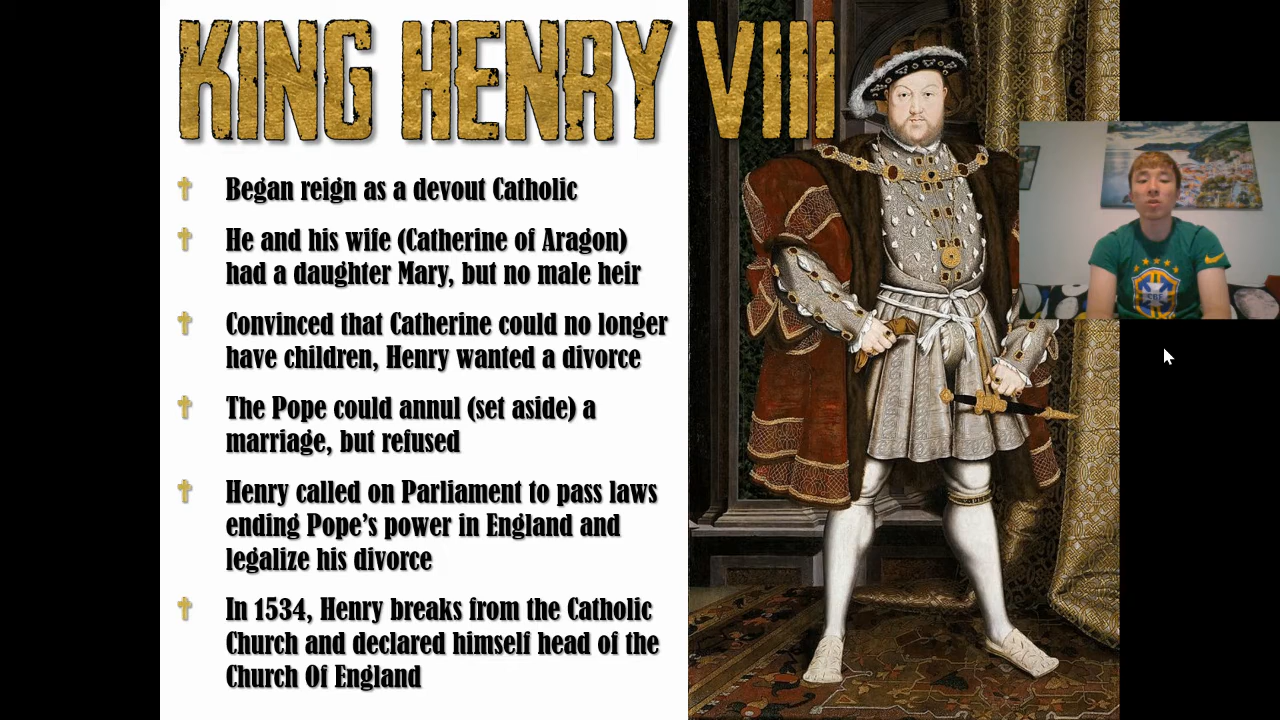 KING HENRY VIII
Began reign as a devout Catholic
He and his wife (Catherine of Aragon)
had a daughter Mary, but no male heir
Convinced that Catherine could no longer
have children, Henry wanted a divorce
The Pope could annul (set aside) a
marriage, but refused
Henry called on Parliament to pass laws
ending Pope’s power in England and
legalize his divorce
In 1534, Henry breaks from the Catholic
Church and declared himself head of the
Church Of England
CBF